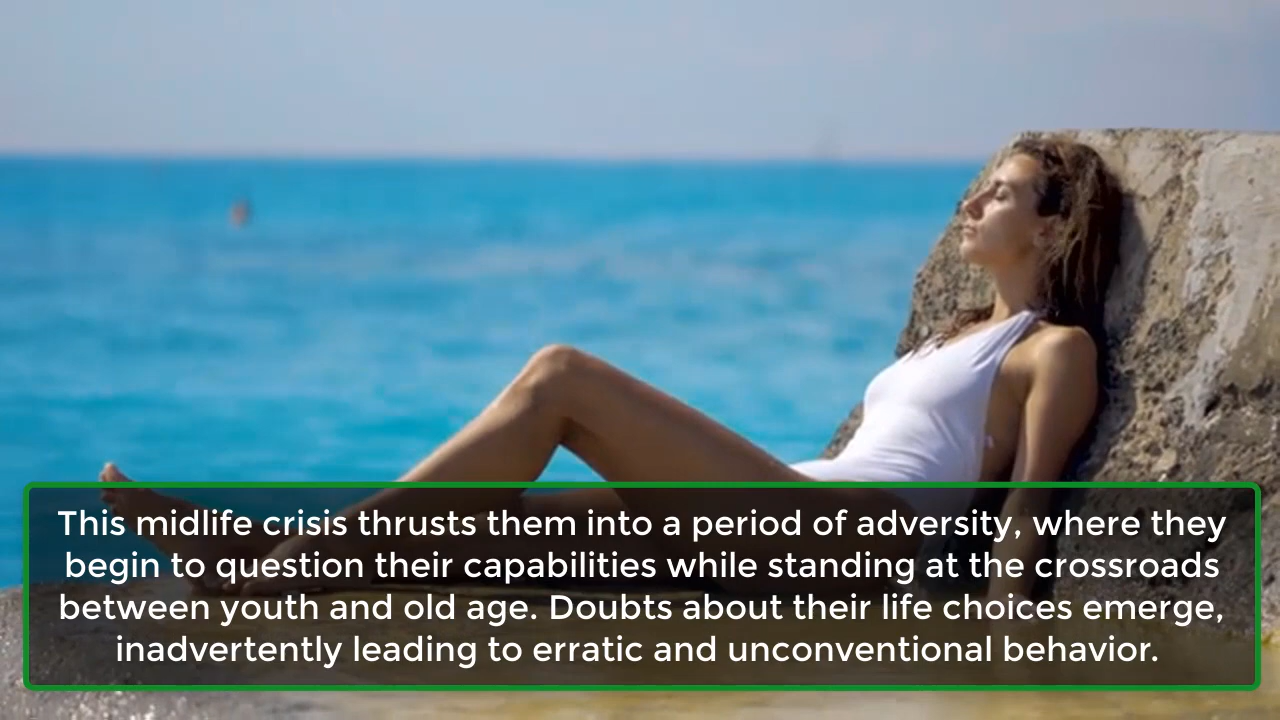 This midlife crisis thrusts them into a period of adversity, where they
begin to question their capabilities while standing at the crossroads
between youth and old age. Doubts about their life choices emerge,
inadvertently leading to erratic and unconventional behavior.